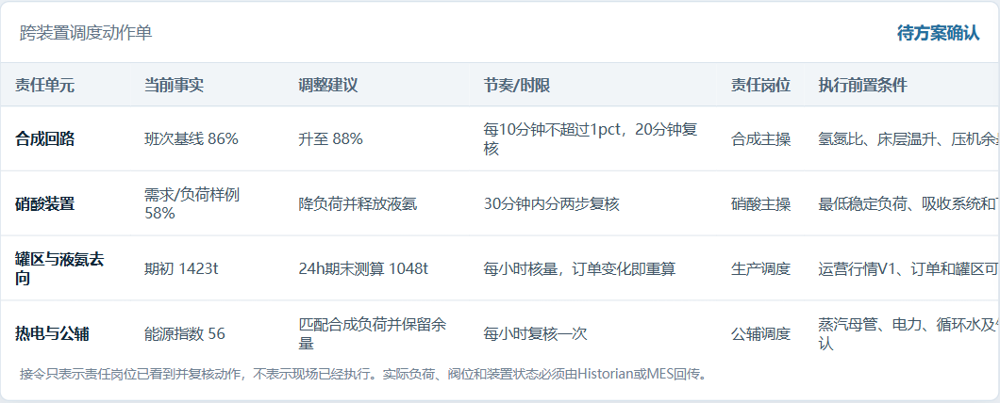 跨装置调度动作单
待方案确认
责任单元 当前事实 调整建议 节奏/时限 责任岗位 执行前置条件
合成回路 班次基线 86% 升至 88% 每10分钟不超过1pct，20分钟复
核 合成主操 氢氮比、床层温升、压机余
硝酸装置 需求/负荷样例
58% 降负荷并释放液氨 30分钟内分两步复核 硝酸主操 最低稳定负荷、吸收系统和
罐区与液氨去
向 期初 1423t 24h期末测算 1048t 每小时核量，订单变化即重算 生产调度 运营行情V1、订单和罐区可
热电与公辅 能源指数 56 匹配合成负荷并保留余
量 每小时复核一次 公辅调度 蒸汽母管、电力、循环水及
认
接令只表示责任岗位已看到并复核动作，不表示现场已经执行。实际负荷、阀位和装置状态必须由Historian或MES回传。